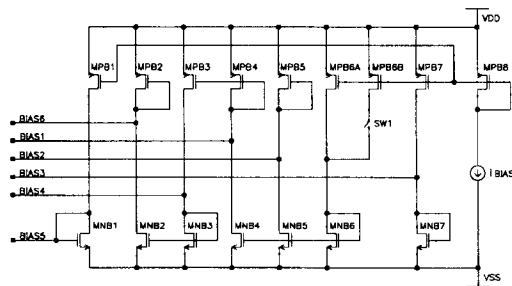 VDD
MPB1 MPB2 MPB3 MPB4 MPB5 MPB6A MPB6B MPB7 MPB8
BIAS6
SW1
BIAS1
BIAS2
BIAS3
i BIAS
BIAS4
BIAS5
MNB1 MNB2 MNB3 MNB4 MNB5 MNB6 MNB7
VSS